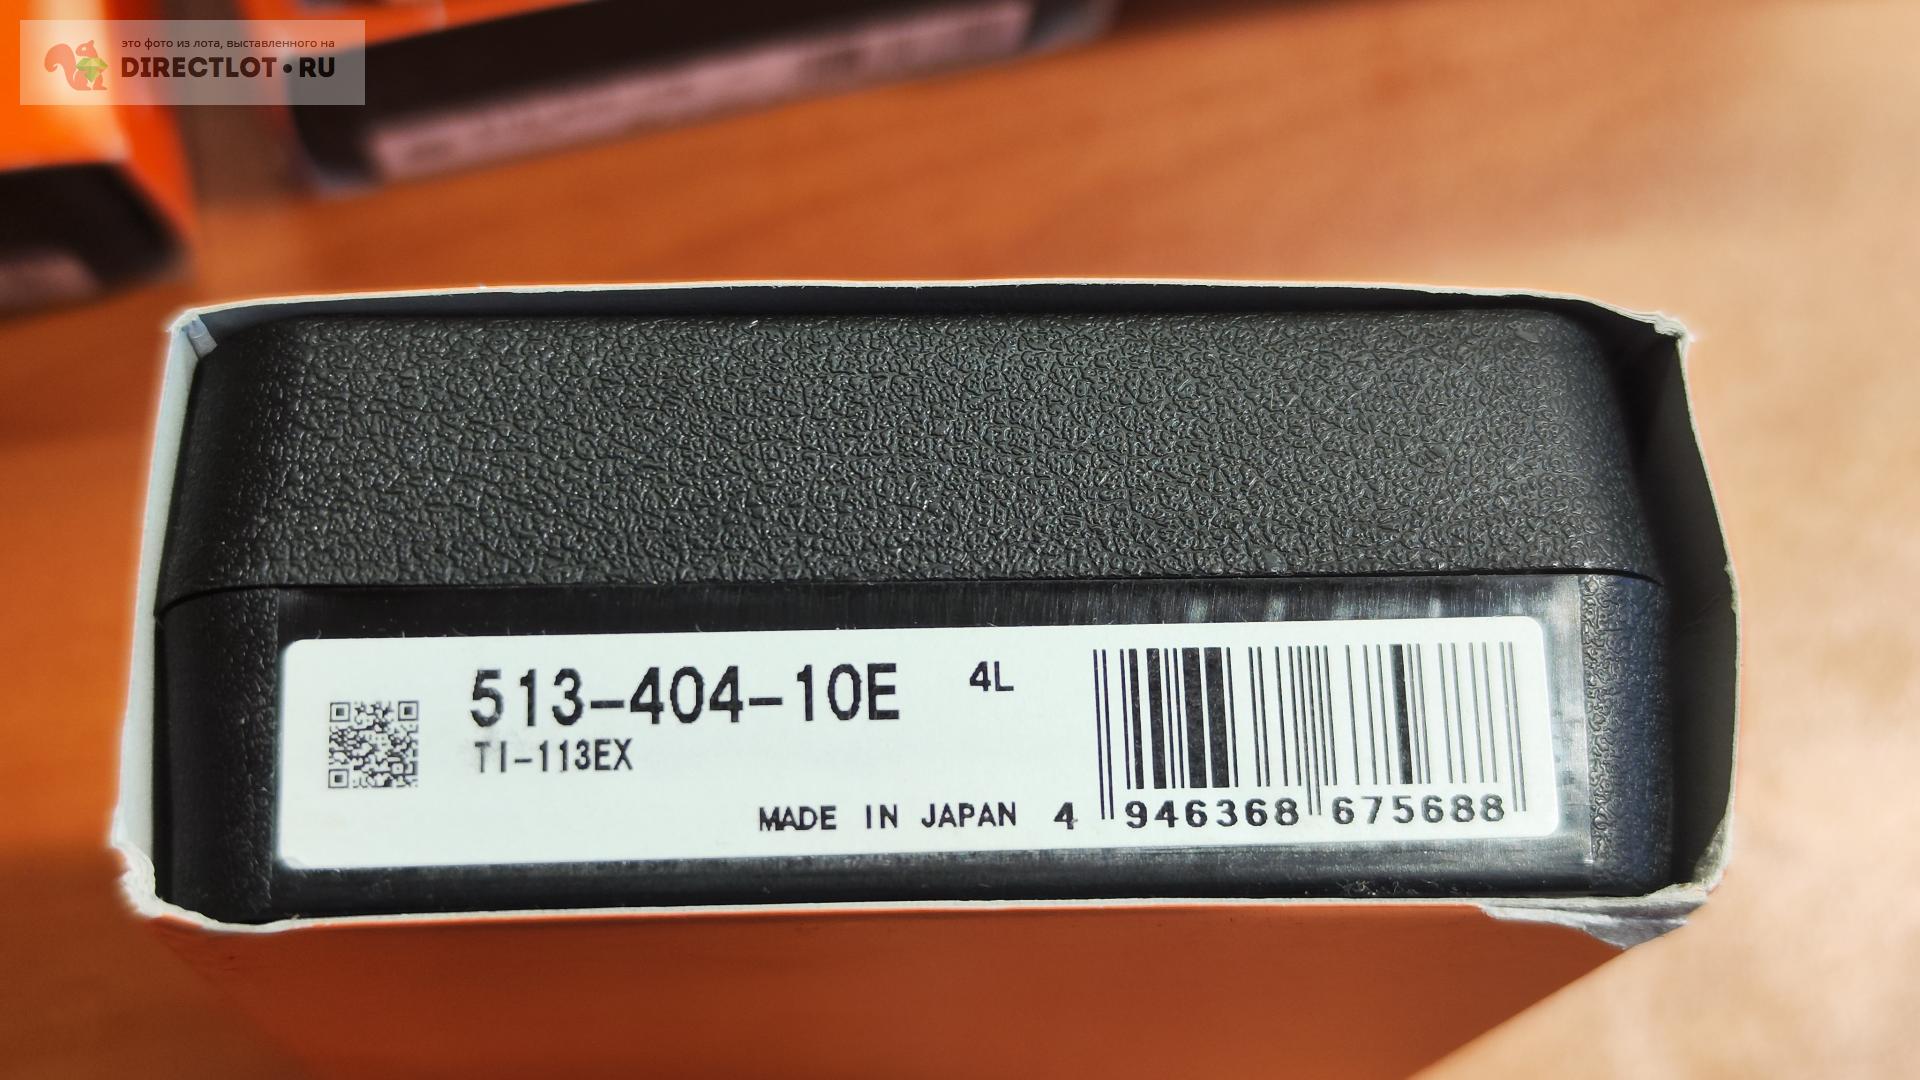 это фото из лота, выставленного на
DIRECTLOT•RU
513-404-10E 4L
TI-113EX
MADE IN JAPAN 4 946368 675688